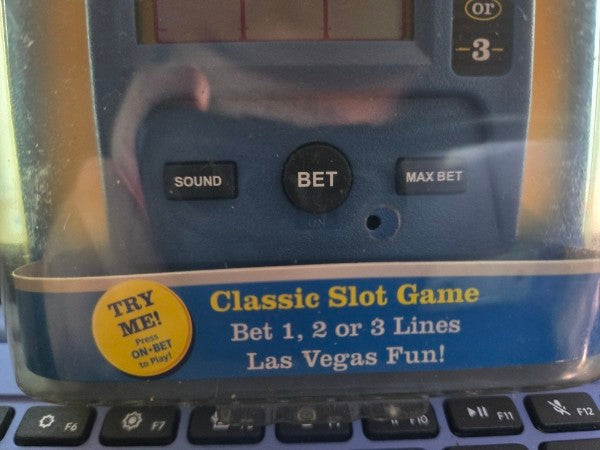 or
-3-
SOUND
BET
MAX BET
ON
TRY
ME!
Press
ON•BET
to Play!
Classic Slot Game
Bet 1, 2 or 3 Lines
Las Vegas Fun!
F6
F7
F10
F11
F12